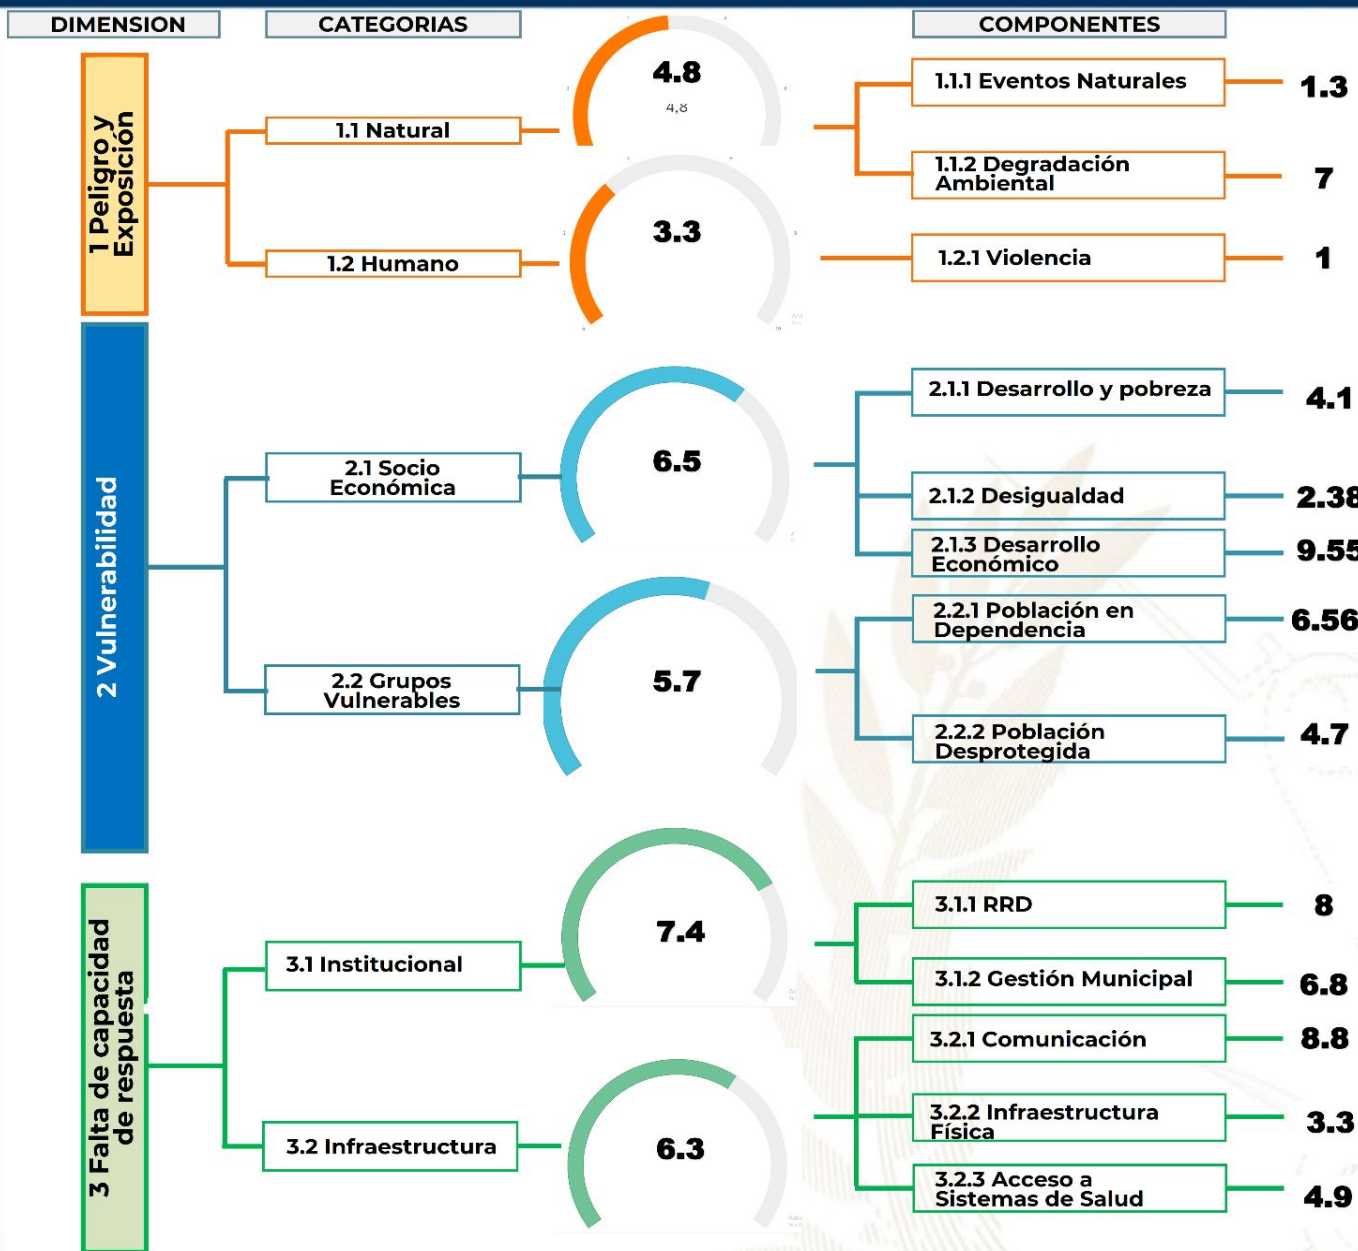 DIMENSION
CATEGORIAS
COMPONENTES
1 Peligro y
Exposición
1.1 Natural
4.8
4,8
1.1.1 Eventos Naturales
1.3
1.1.2 Degradación
Ambiental
7
1.2 Humano
3.3
1.2.1 Violencia
1
2 Vulnerabilidad
2.1 Socio
Económica
6.5
2.1.1 Desarrollo y pobreza
4.1
2.1.2 Desigualdad
2.38
2.1.3 Desarrollo
Económico
9.55
2.2 Grupos
Vulnerables
5.7
2.2.1 Población en
Dependencia
6.56
2.2.2 Población
Desprotegida
4.7
3 Falta de capacidad
de respuesta
3.1 Institucional
7.4
3.1.1 RRD
8
3.1.2 Gestión Municipal
6.8
3.2 Infraestructura
6.3
3.2.1 Comunicación
8.8
3.2.2 Infraestructura
Física
3.3
3.2.3 Acceso a
Sistemas de Salud
4.9